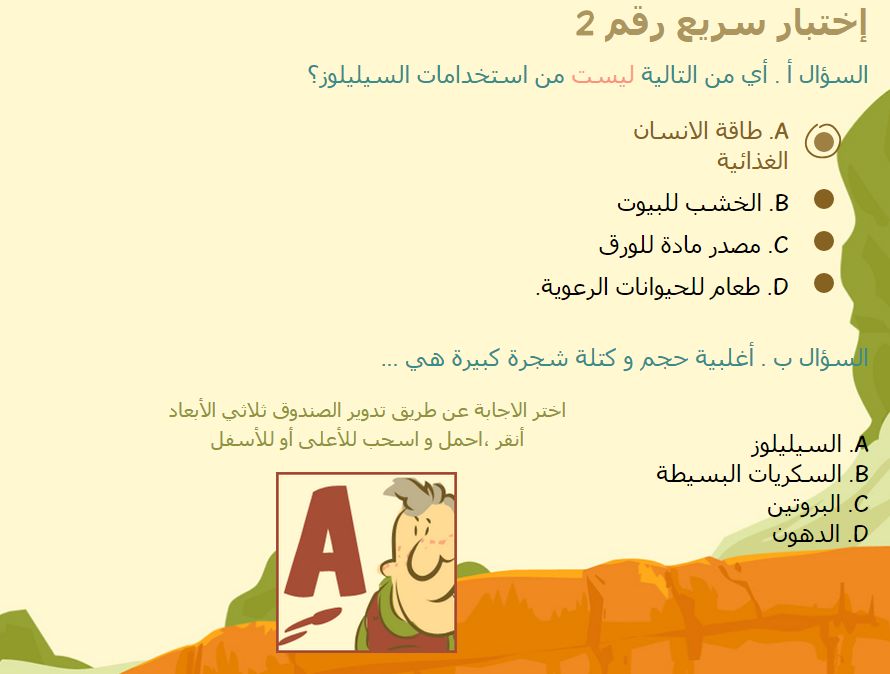 إختبار سريع رقم 2
السؤال أ . أي من التالية ليست من استخدامات السيليلوز؟
A. طاقة الانسان
الغذائية
B. الخشب للبيوت
C. مصدر مادة للورق
D. طعام للحيوانات الرعوية.
السؤال ب . أغلبية حجم و كتلة شجرة كبيرة هي ...
اختر الاجابة عن طريق تدوير الصندوق ثلاثي الأبعاد
أنقر ،احمل و اسحب للأعلى أو للأسفل
A. السيليلوز
B. السكريات البسيطة
C. البروتين
D. الدهون
A